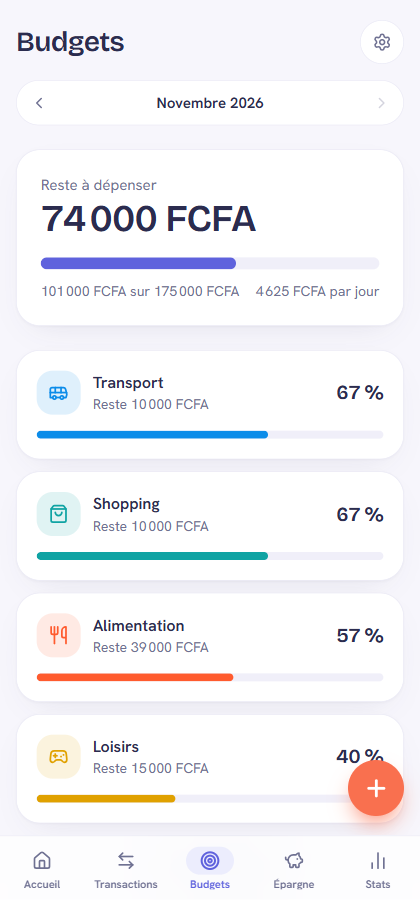 Budgets
Novembre 2026
Reste à dépenser
74 000 FCFA
101 000 FCFA sur 175 000 FCFA 4 625 FCFA par jour
Transport
Reste 10 000 FCFA
67 %
Shopping
Reste 10 000 FCFA
67 %
Alimentation
Reste 39 000 FCFA
57 %
Loisirs
Reste 15 000 FCFA
40 %
Accueil Transactions Budgets Épargne Stats